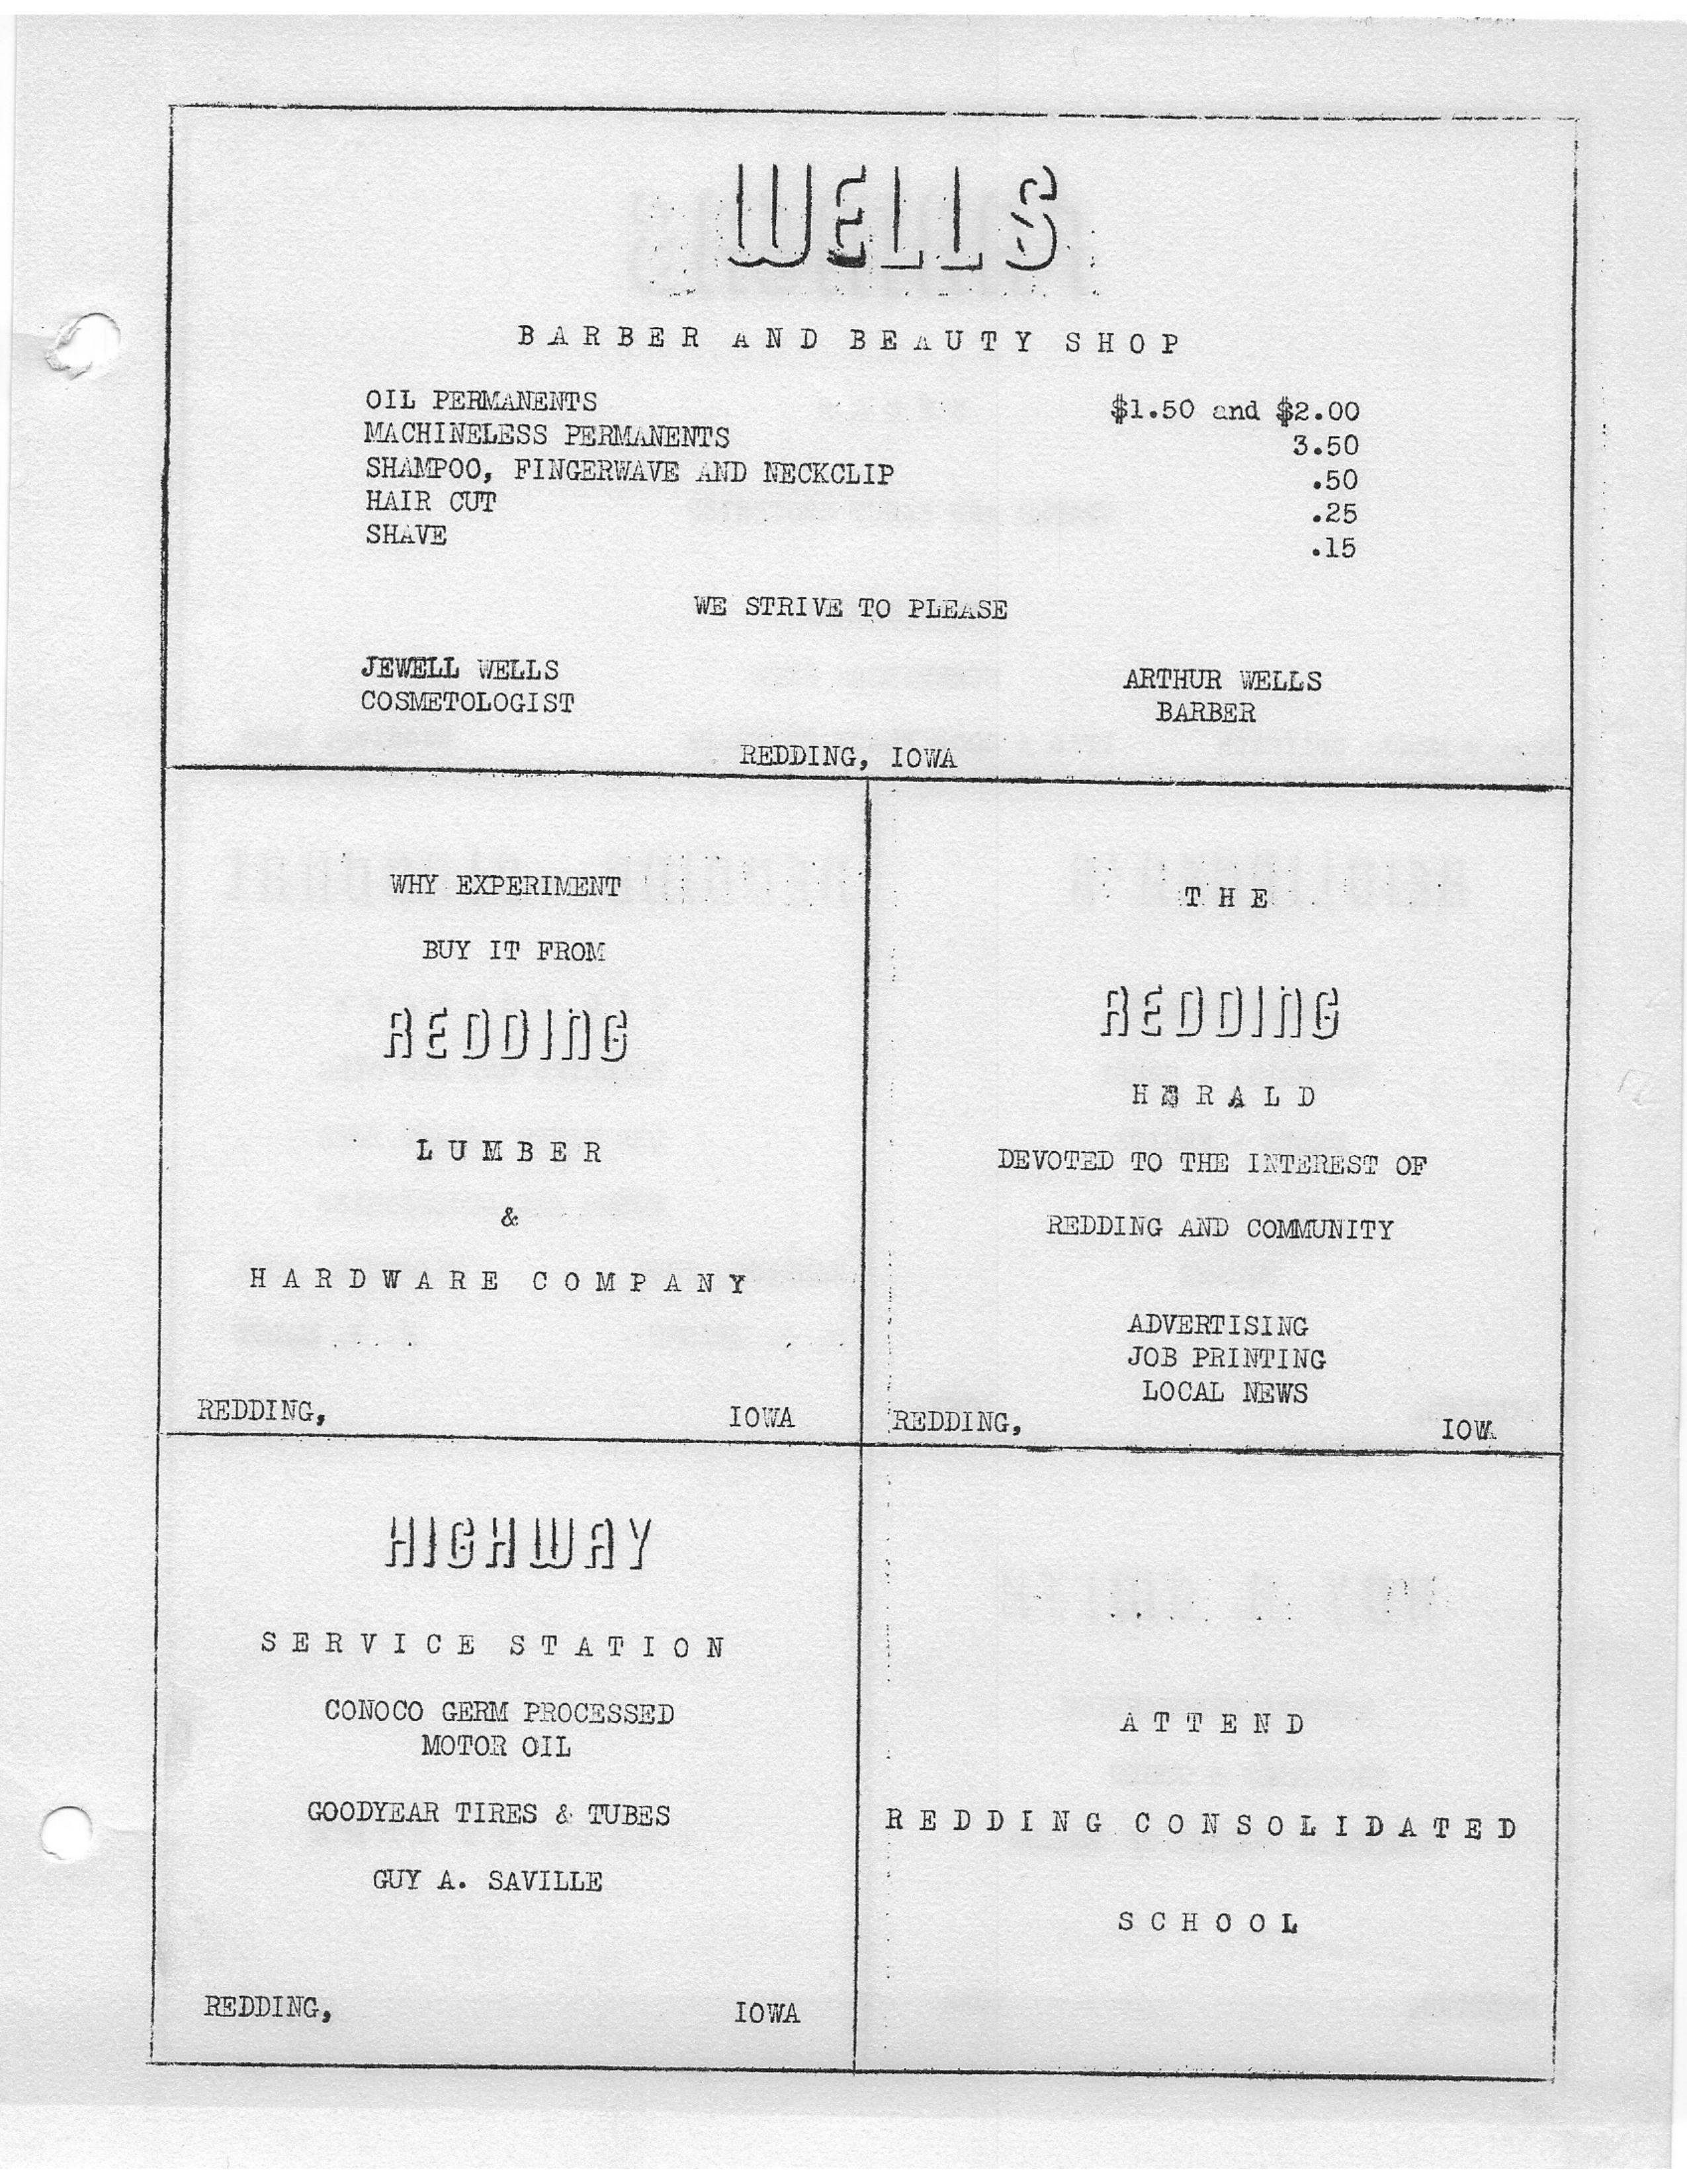 WELLS
BARBER AND BEAUTY SHOP
OIL PERMANENTS $1.50 and $2.00
MACHINELESS PERMANENTS 3.50
SHAMPOO, FINGERWAVE AND NECKCLIP .50
HAIR CUT .25
SHAVE .15
WE STRIVE TO PLEASE
JEWELL WELLS ARTHUR WELLS
COSMETOLOGIST BARBER
REDDING, IOWA
WHY EXPERIMENT
BUY IT FROM
REDDING
LUMBER
&
HARDWARE COMPANY
REDDING, IOWA
THE
REDDING
HERALD
DEVOTED TO THE INTEREST OF
REDDING AND COMMUNITY
ADVERTISING
JOB PRINTING
LOCAL NEWS
REDDING, IOWA
HIGHWAY
SERVICE STATION
CONOCO GERM PROCESSED
MOTOR OIL
GOODYEAR TIRES & TUBES
GUY A. SAVILLE
REDDING, IOWA
ATTEND
REDDING CONSOLIDATED
SCHOOL